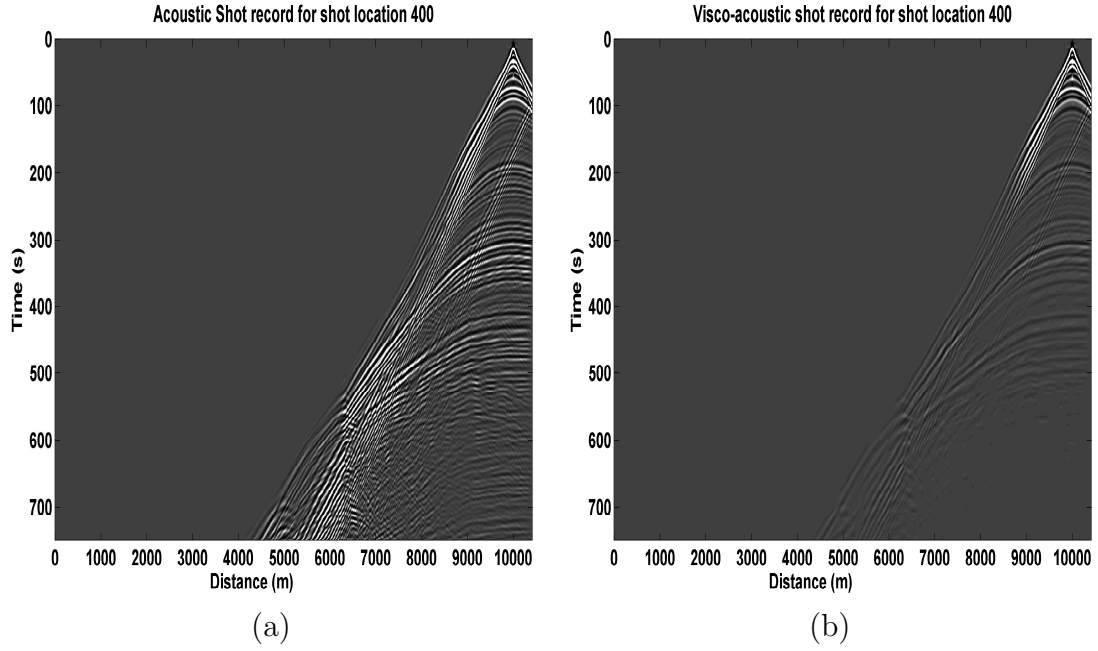 Acoustic Shot record for shot location 400
0
100
200
300
400
500
600
700
Time (s)
0 1000 2000 3000 4000 5000 6000 7000 8000 9000 10000
Distance (m)
(a)
Visco-acoustic shot record for shot location 400
0
100
200
300
400
500
600
700
Time (s)
0 1000 2000 3000 4000 5000 6000 7000 8000 9000 10000
Distance (m)
(b)